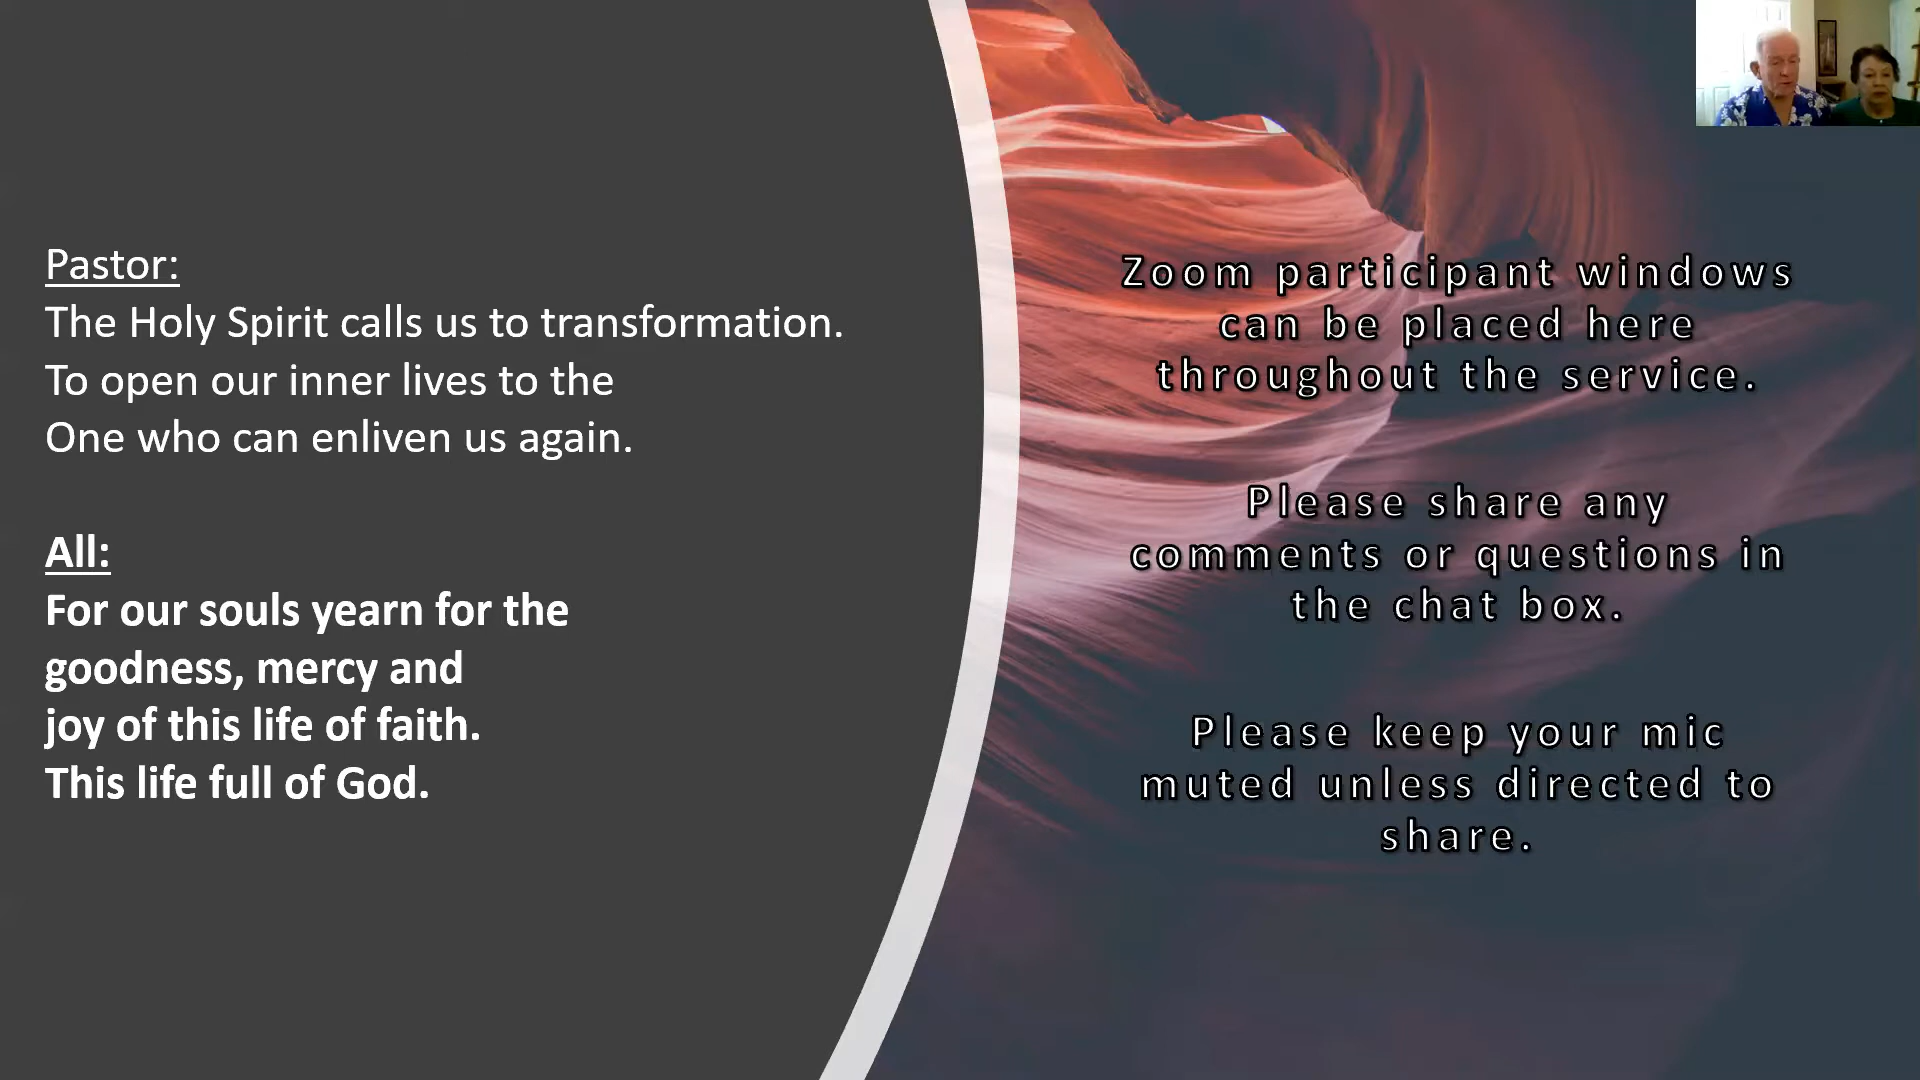 Pastor:
The Holy Spirit calls us to transformation.
To open our inner lives to the
One who can enliven us again.
All:
For our souls yearn for the
goodness, mercy and
joy of this life of faith.
This life full of God.
Zoom participant windows
can be placed here
throughout the service.
Please share any
comments or questions in
the chat box.
Please keep your mic
muted unless directed to
share.